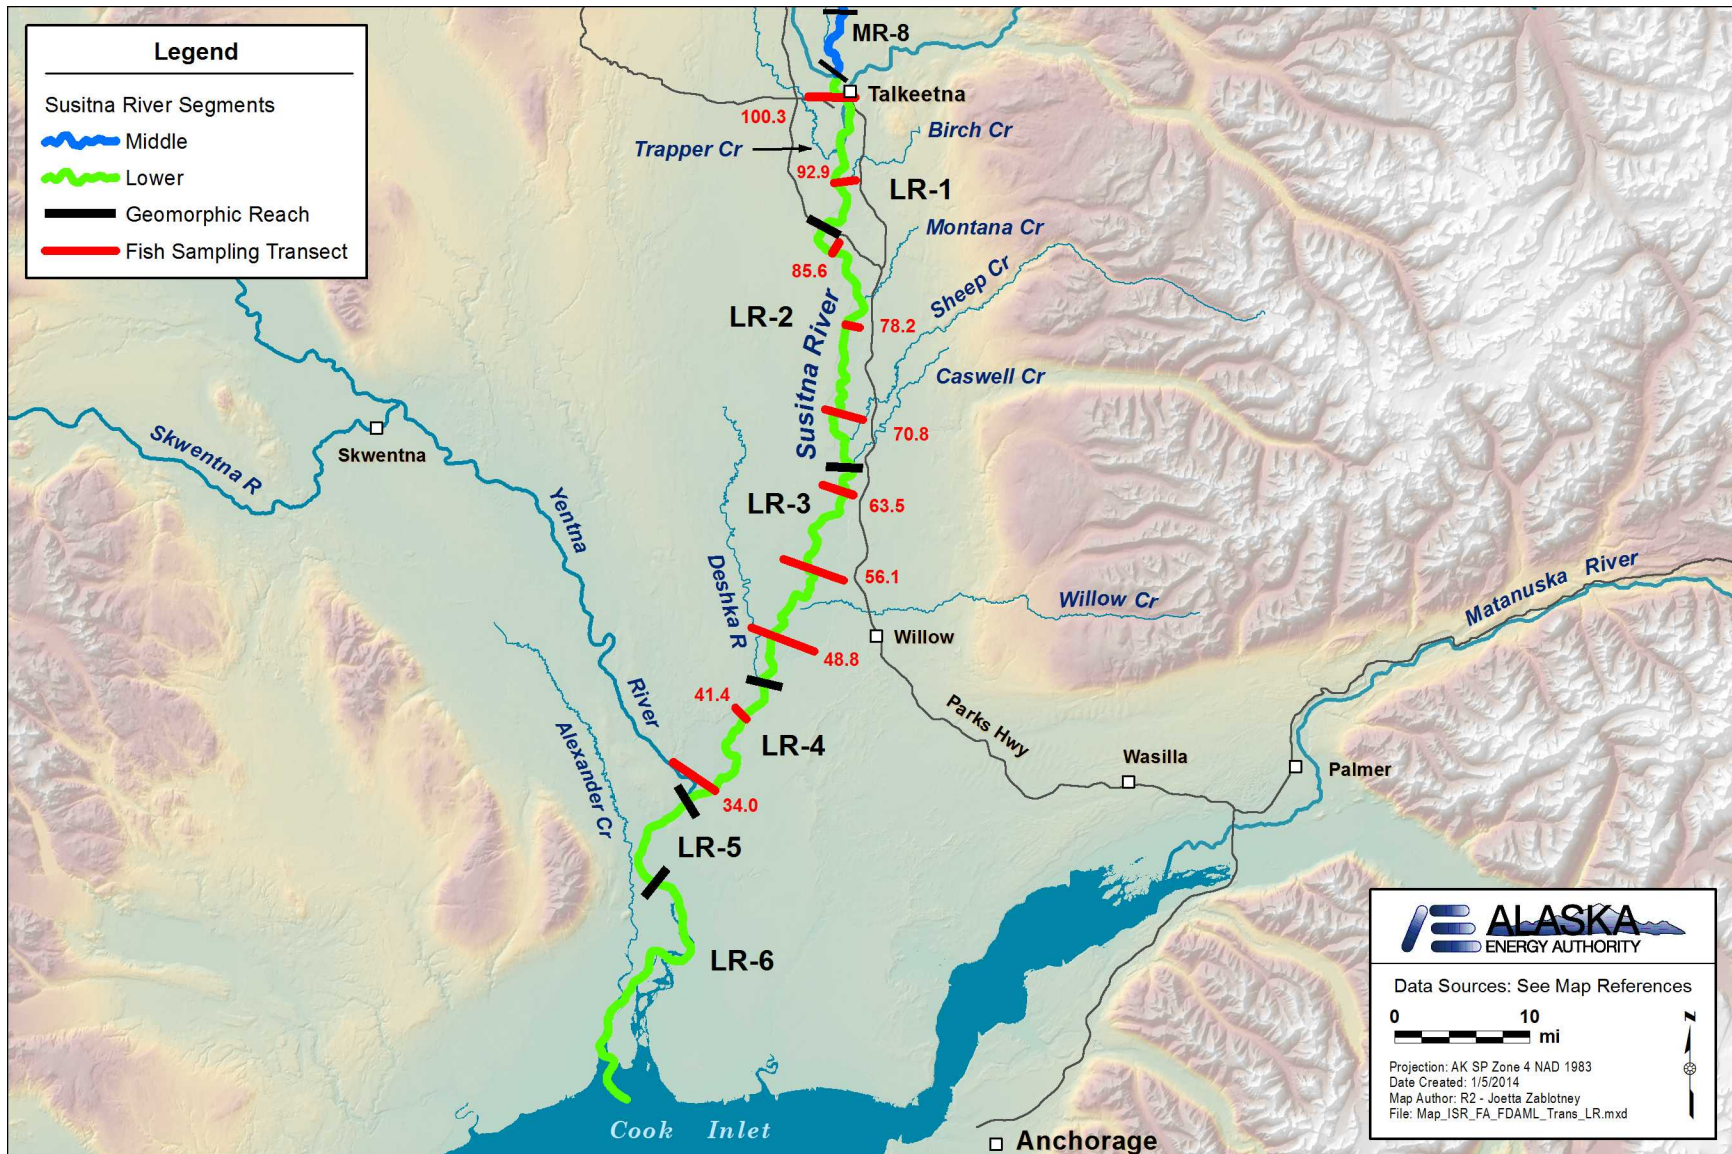 Legend
Susitna River Segments
Middle
Lower
Geomorphic Reach
Fish Sampling Transect
MR-8
Talkeetna
100.3
Birch Cr
Trapper Cr
92.9
LR-1
Montana Cr
85.6
Sheep Cr
LR-2
78.2
Susitna River
Caswell Cr
70.8
Skwentna R
Skwentna
LR-3
63.5
Yentna
River
56.1
Deshka R
Willow Cr
Matanuska River
Willow
48.8
41.4
Parks Hwy
LR-4
Alexander Cr
Wasilla
Palmer
34.0
LR-5
LR-6
Cook Inlet
Anchorage
ALASKA
ENERGY AUTHORITY
Data Sources: See Map References
0 10
mi
N
Projection: AK SP Zone 4 NAD 1983
Date Created: 1/5/2014
Map Author: R2 - Joetta Zablotney
File: Map_ISR_FA_FDAML_Trans_LR.mxd